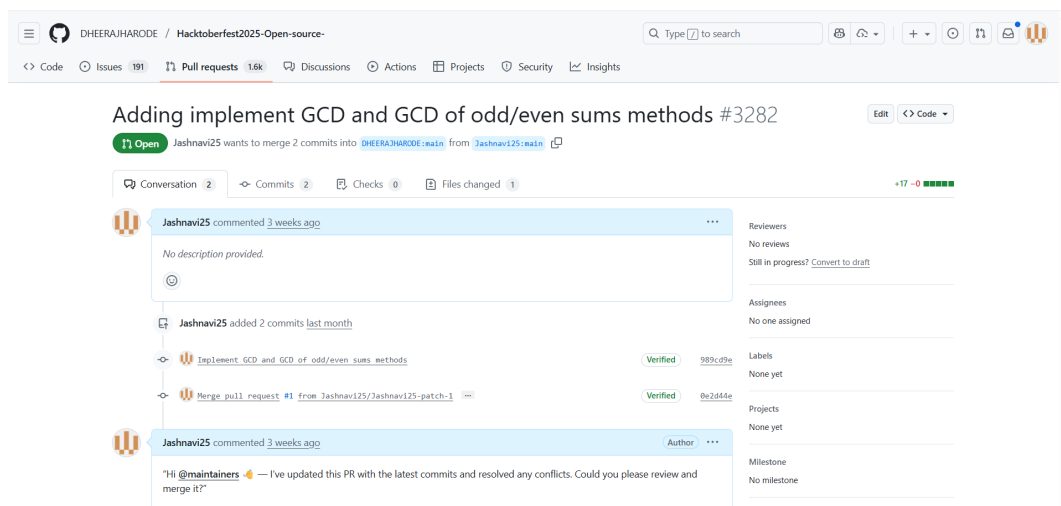 DHEERAJHARODE / Hacktoberfest2025-Open-source-
Type / to search
Code
Issues 191
Pull requests 1.6k
Discussions
Actions
Projects
Security
Insights
Adding implement GCD and GCD of odd/even sums methods #3282
Edit
<> Code
Open
Jashnavi25 wants to merge 2 commits into DHEERAJHARODE:main from Jashnavi25:main
Conversation 2
Commits 2
Checks 0
Files changed 1
+17 −0
Jashnavi25 commented 3 weeks ago
No description provided.
Jashnavi25 added 2 commits last month
Implement GCD and GCD of odd/even sums methods
Verified
989cd9e
Merge pull request #1 from Jashnavi25/Jashnavi25-patch-1
Verified
0e2d44e
Jashnavi25 commented 3 weeks ago
Author
"Hi @maintainers 👋 — I've updated this PR with the latest commits and resolved any conflicts. Could you please review and
merge it?"
Reviewers
No reviews
Still in progress? Convert to draft
Assignees
No one assigned
Labels
None yet
Projects
None yet
Milestone
No milestone